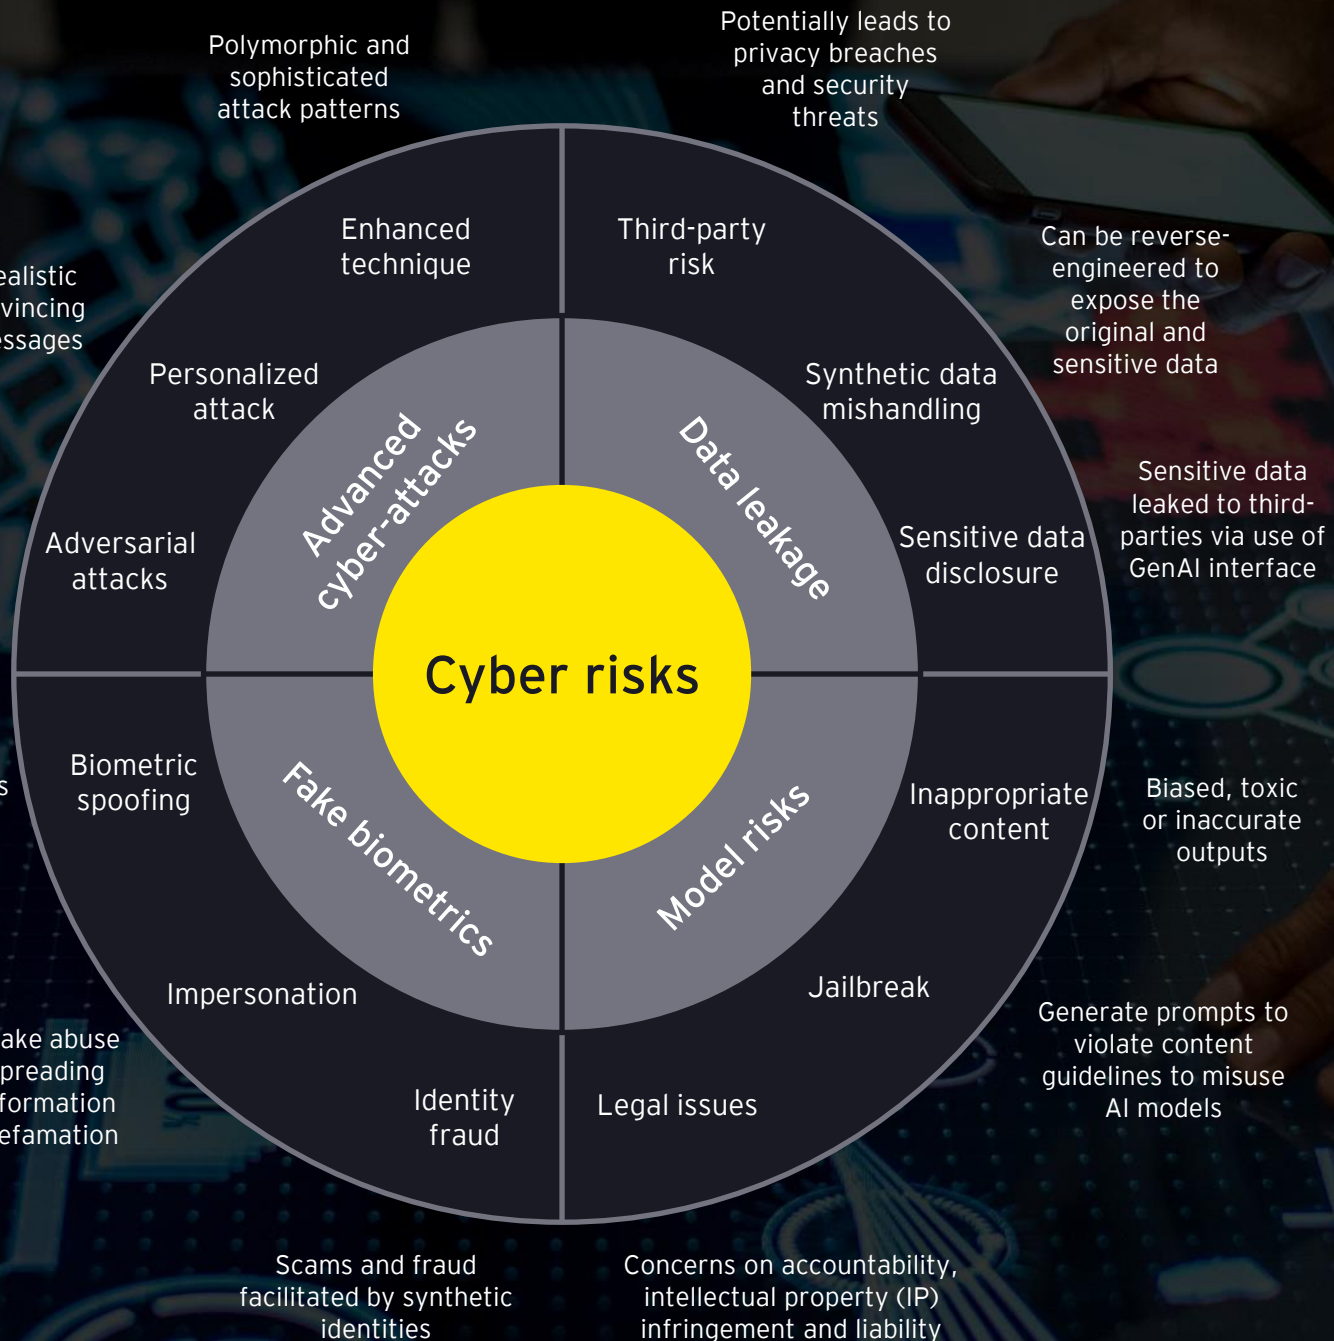 Polymorphic and
sophisticated
attack patterns
Potentially leads to
privacy breaches
and security
threats
Enhanced
technique
Third-party
risk
Can be reverse-
engineered to
expose the
original and
sensitive data
Personalized
attack
Synthetic data
mishandling
Advanced
cyber-attacks
Data leakage
Sensitive data
leaked to third-
parties via use of
GenAI interface
Adversarial
attacks
Sensitive data
disclosure
Cyber risks
Biometric
spoofing
Fake biometrics
Model risks
Inappropriate
content
Biased, toxic
or inaccurate
outputs
Impersonation
Jailbreak
Generate prompts to
violate content
guidelines to misuse
AI models
abuse
Identity
fraud
Legal issues
Scams and fraud
facilitated by synthetic
identities
Concerns on accountability,
intellectual property (IP)
infringement and liability